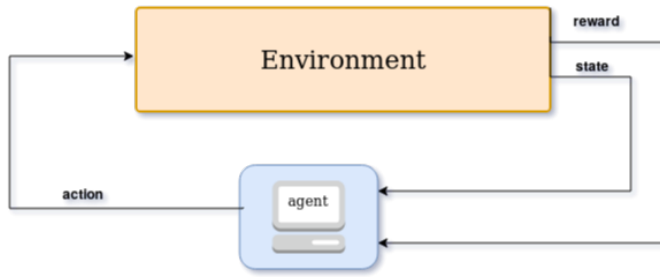 reward
Environment
state
action
agent